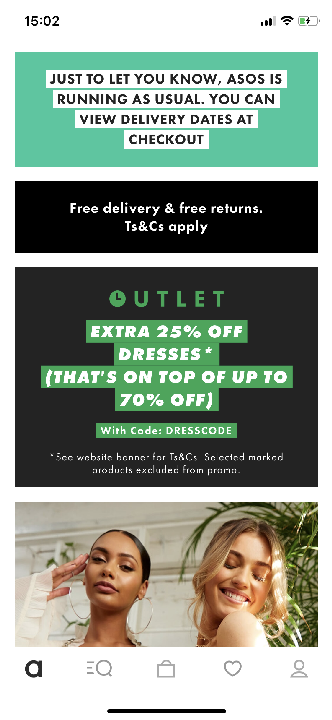 15:02
JUST TO LET YOU KNOW, ASOS IS
RUNNING AS USUAL. YOU CAN
VIEW DELIVERY DATES AT
CHECKOUT
Free delivery & free returns.
Ts&Cs apply
OUTLET
EXTRA 25% OFF
DRESSES*
(THAT'S ON TOP OF UP TO
70% OFF)
With Code: DRESSCODE
*See website banner for Ts&Cs. Selected marked
products excluded from promo.
a